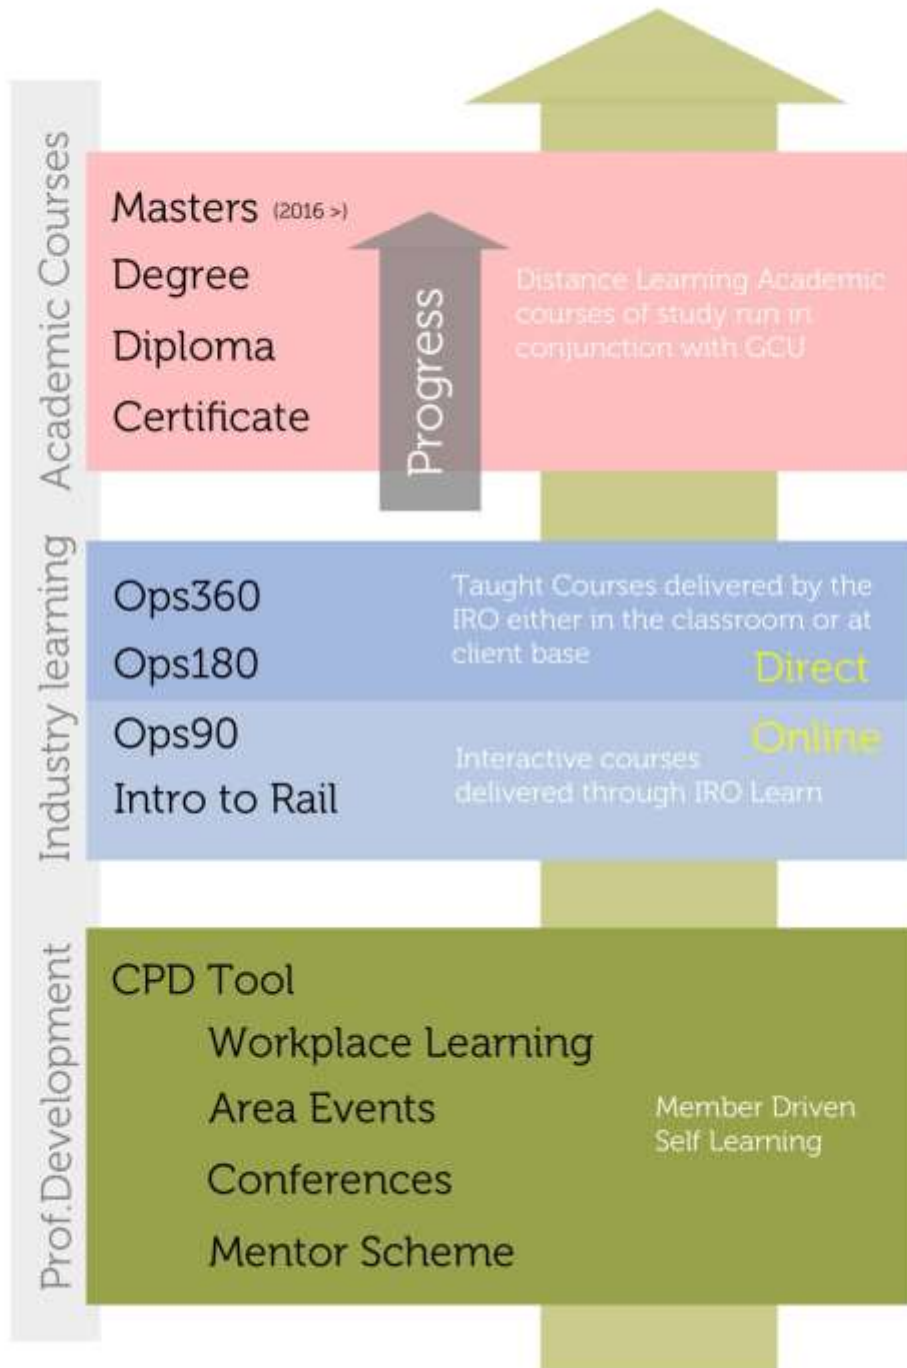 Academic Courses
Masters (2016 >)
Degree
Diploma
Certificate
Progress
Distance Learning Academic
courses of study run in
conjunction with GCU
Industry learning
Ops360
Ops180
Taught Courses delivered by the
IRO either in the classroom or at
client base
Direct
Ops90
Intro to Rail
Online
Interactive courses
delivered through IRO Learn
Prof.Development
CPD Tool
Workplace Learning
Area Events
Conferences
Mentor Scheme
Member Driven
Self Learning